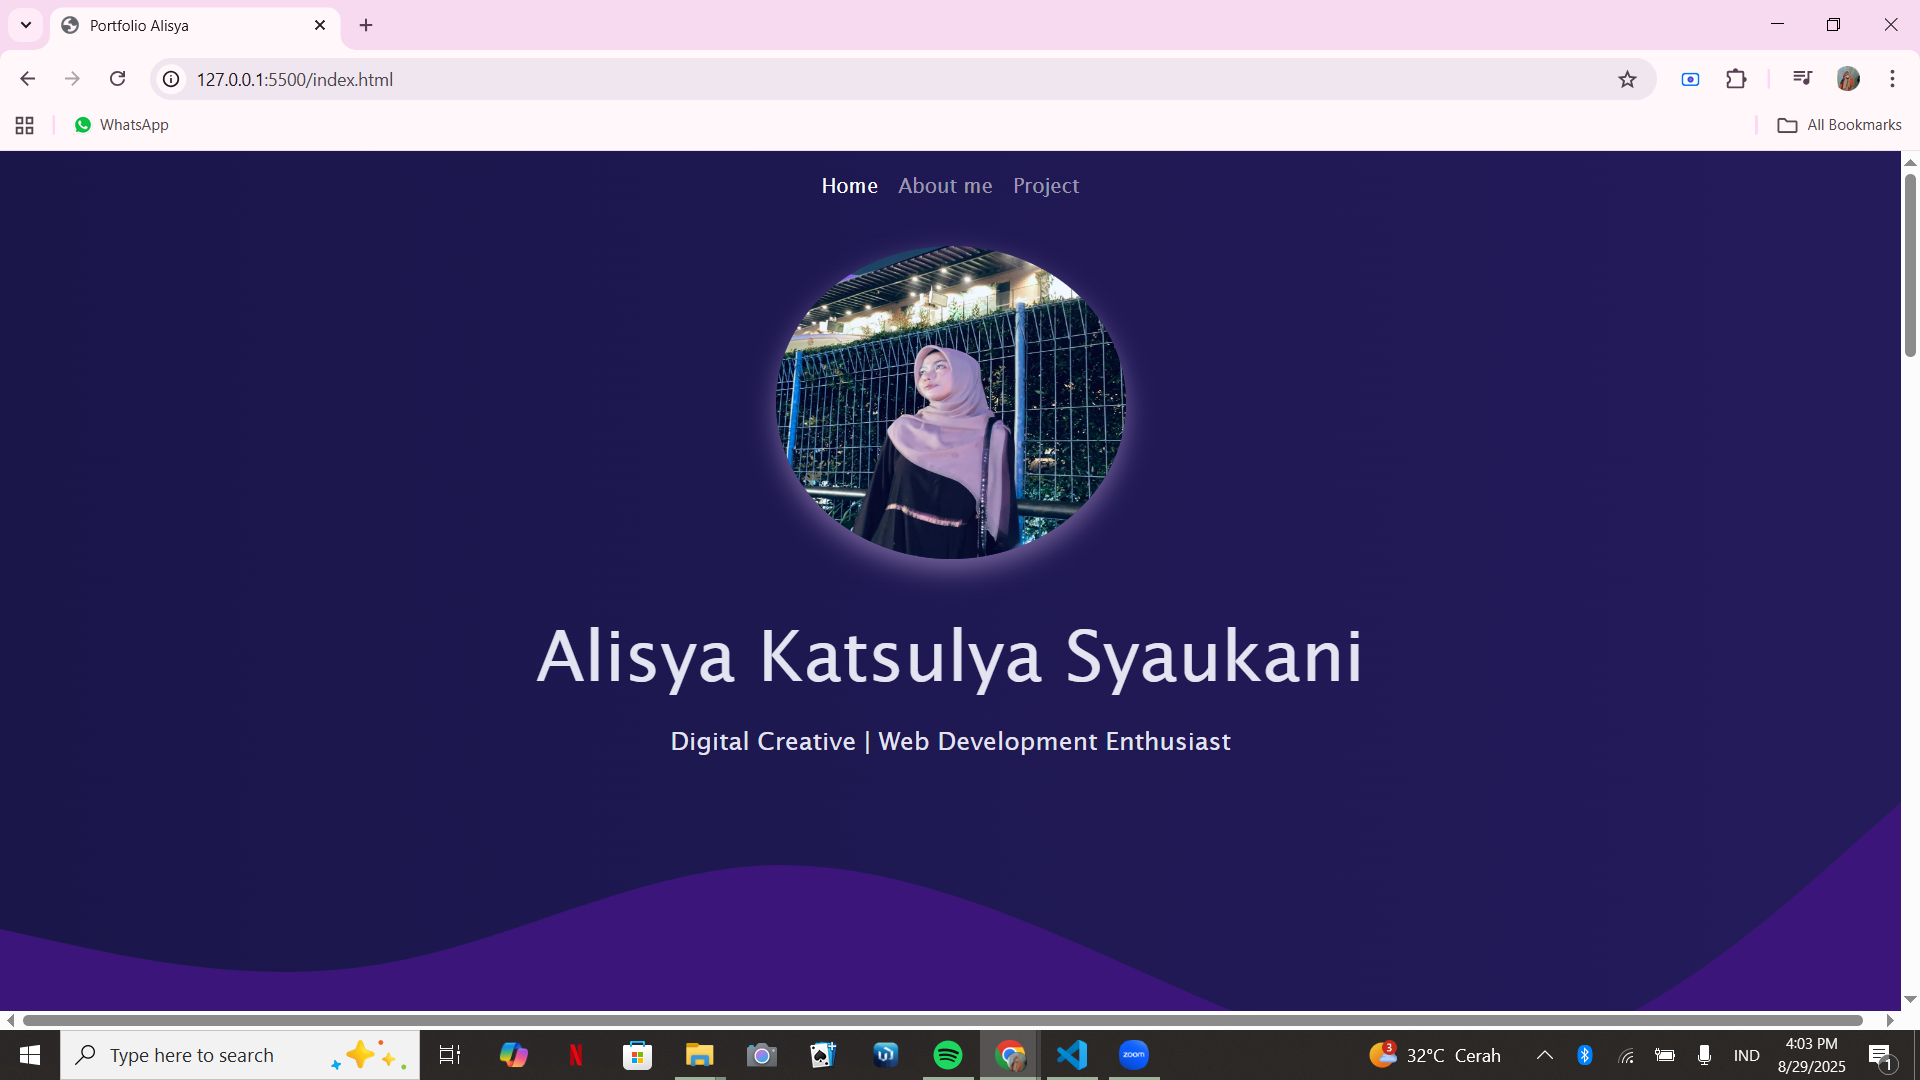 Portfolio Alisya
127.0.0.1:5500/index.html
WhatsApp
All Bookmarks
Home About me Project
Alisya Katsulya Syaukani
Digital Creative | Web Development Enthusiast
Type here to search
zoom
3
32°C Cerah
IND
4:03 PM
8/29/2025
1